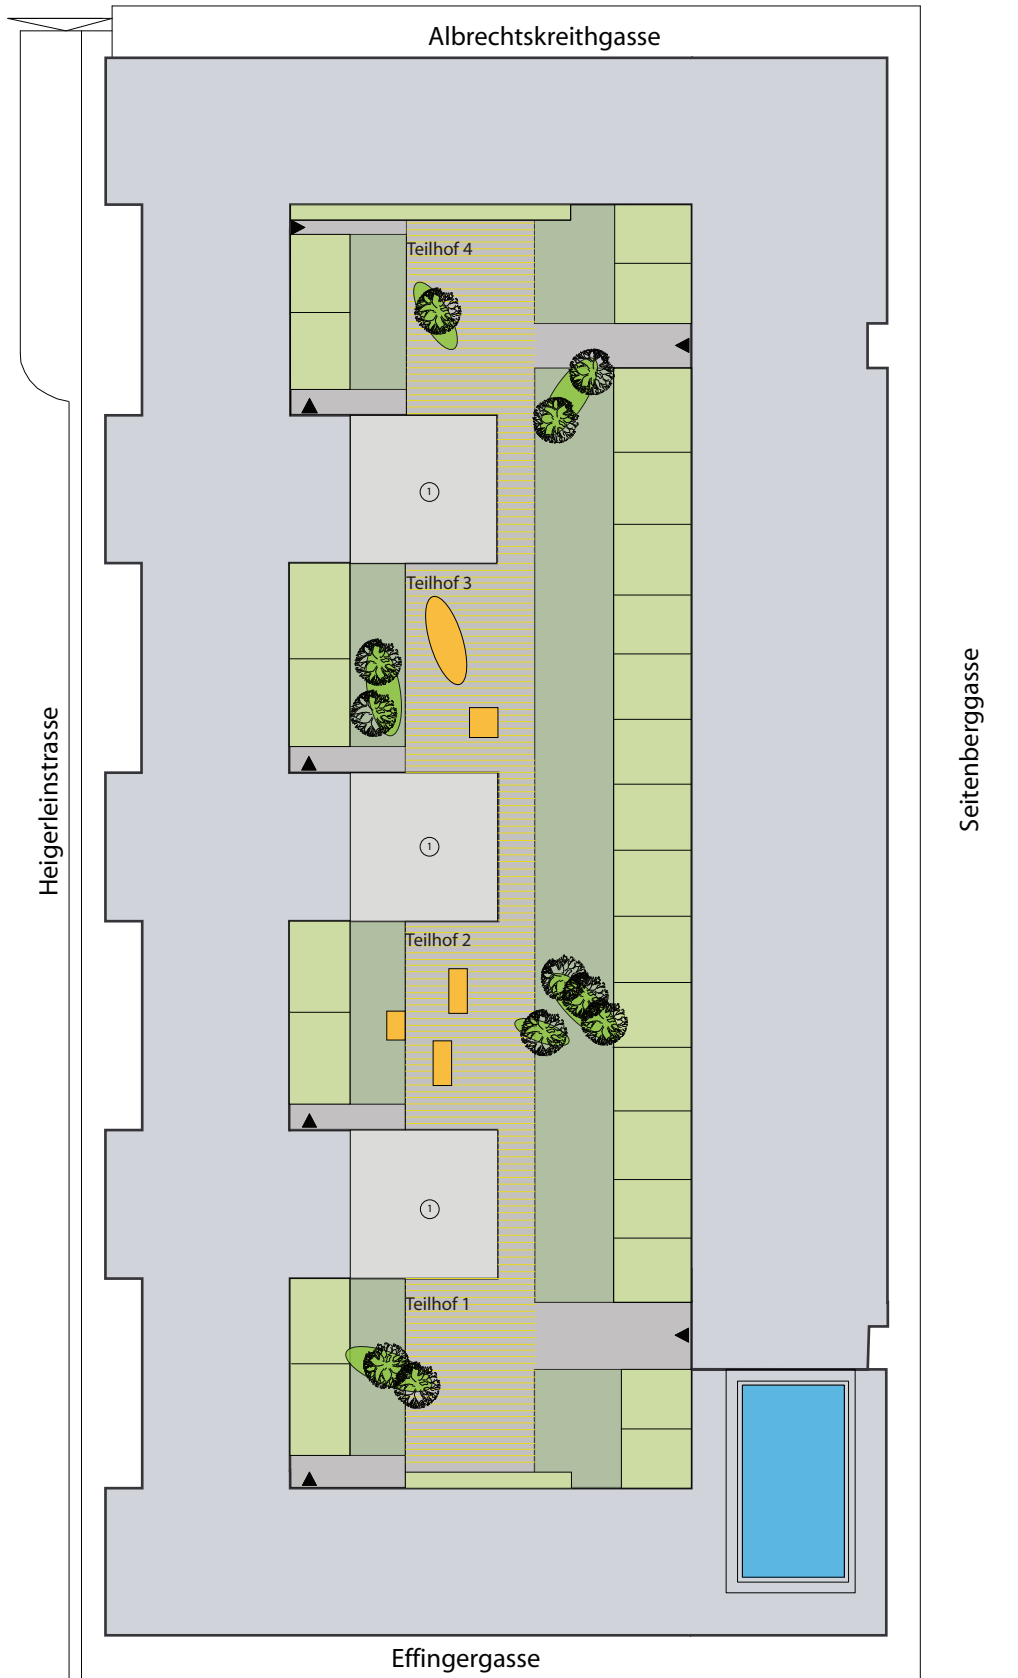 Albrechtskreithgasse
Teilhof 4
1
Teilhof 3
Heigerleinstrasse
Seitenberggasse
1
Teilhof 2
1
Teilhof 1
Effingergasse